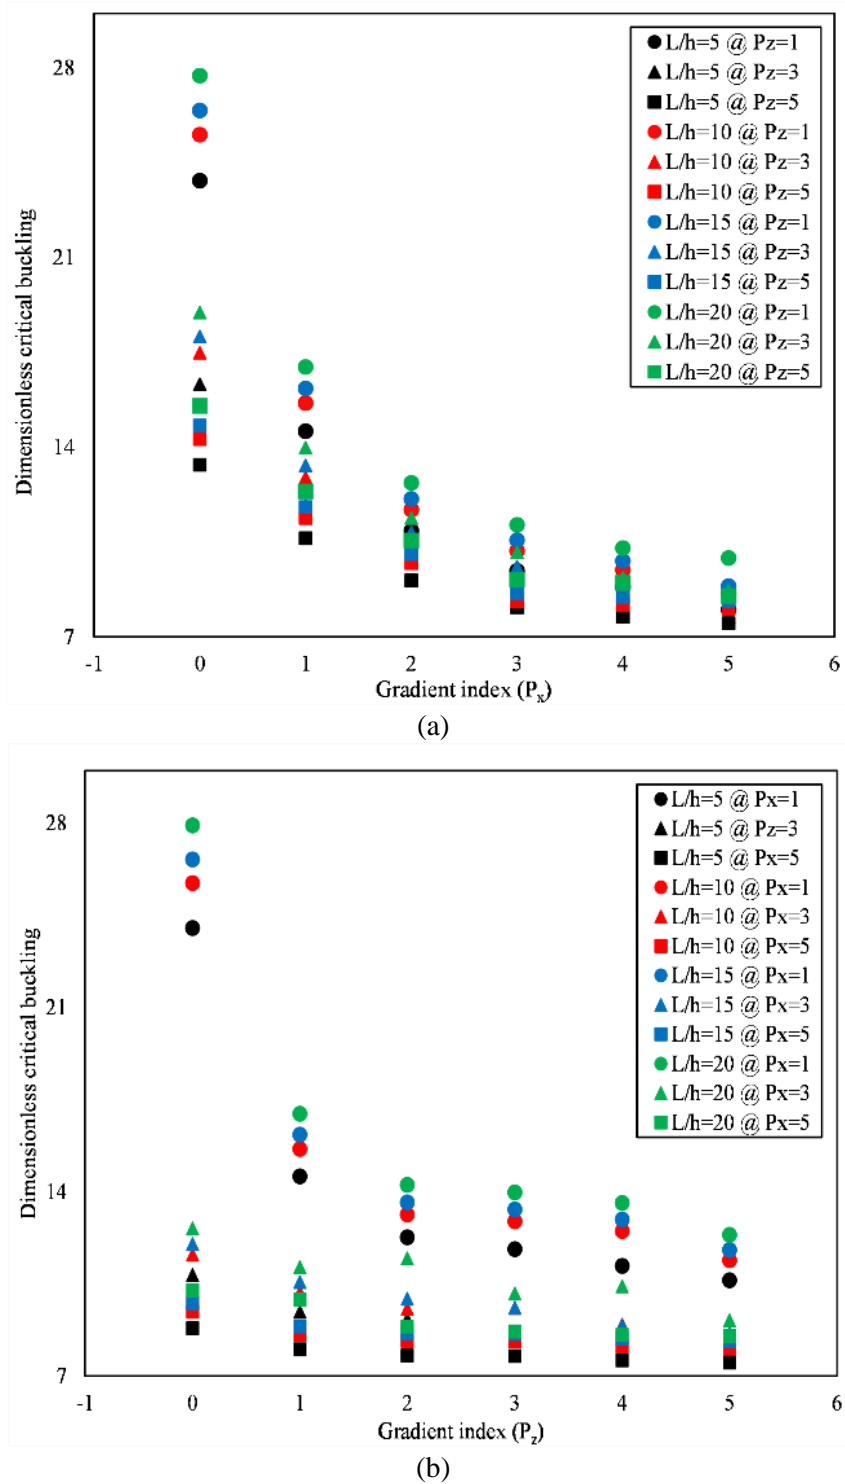 28
21
14
7
-1
0
1
2
3
4
5
6
Dimensionless critical buckling
Gradient index (Px)
L/h=5 @ Pz=1
L/h=5 @ Pz=3
L/h=5 @ Pz=5
L/h=10 @ Pz=1
L/h=10 @ Pz=3
L/h=10 @ Pz=5
L/h=15 @ Pz=1
L/h=15 @ Pz=3
L/h=15 @ Pz=5
L/h=20 @ Pz=1
L/h=20 @ Pz=3
L/h=20 @ Pz=5
(a)
28
21
14
7
-1
0
1
2
3
4
5
6
Dimensionless critical buckling
Gradient index (Pz)
L/h=5 @ Px=1
L/h=5 @ Pz=3
L/h=5 @ Px=5
L/h=10 @ Px=1
L/h=10 @ Px=3
L/h=10 @ Px=5
L/h=15 @ Px=1
L/h=15 @ Px=3
L/h=15 @ Px=5
L/h=20 @ Px=1
L/h=20 @ Px=3
L/h=20 @ Px=5
(b)